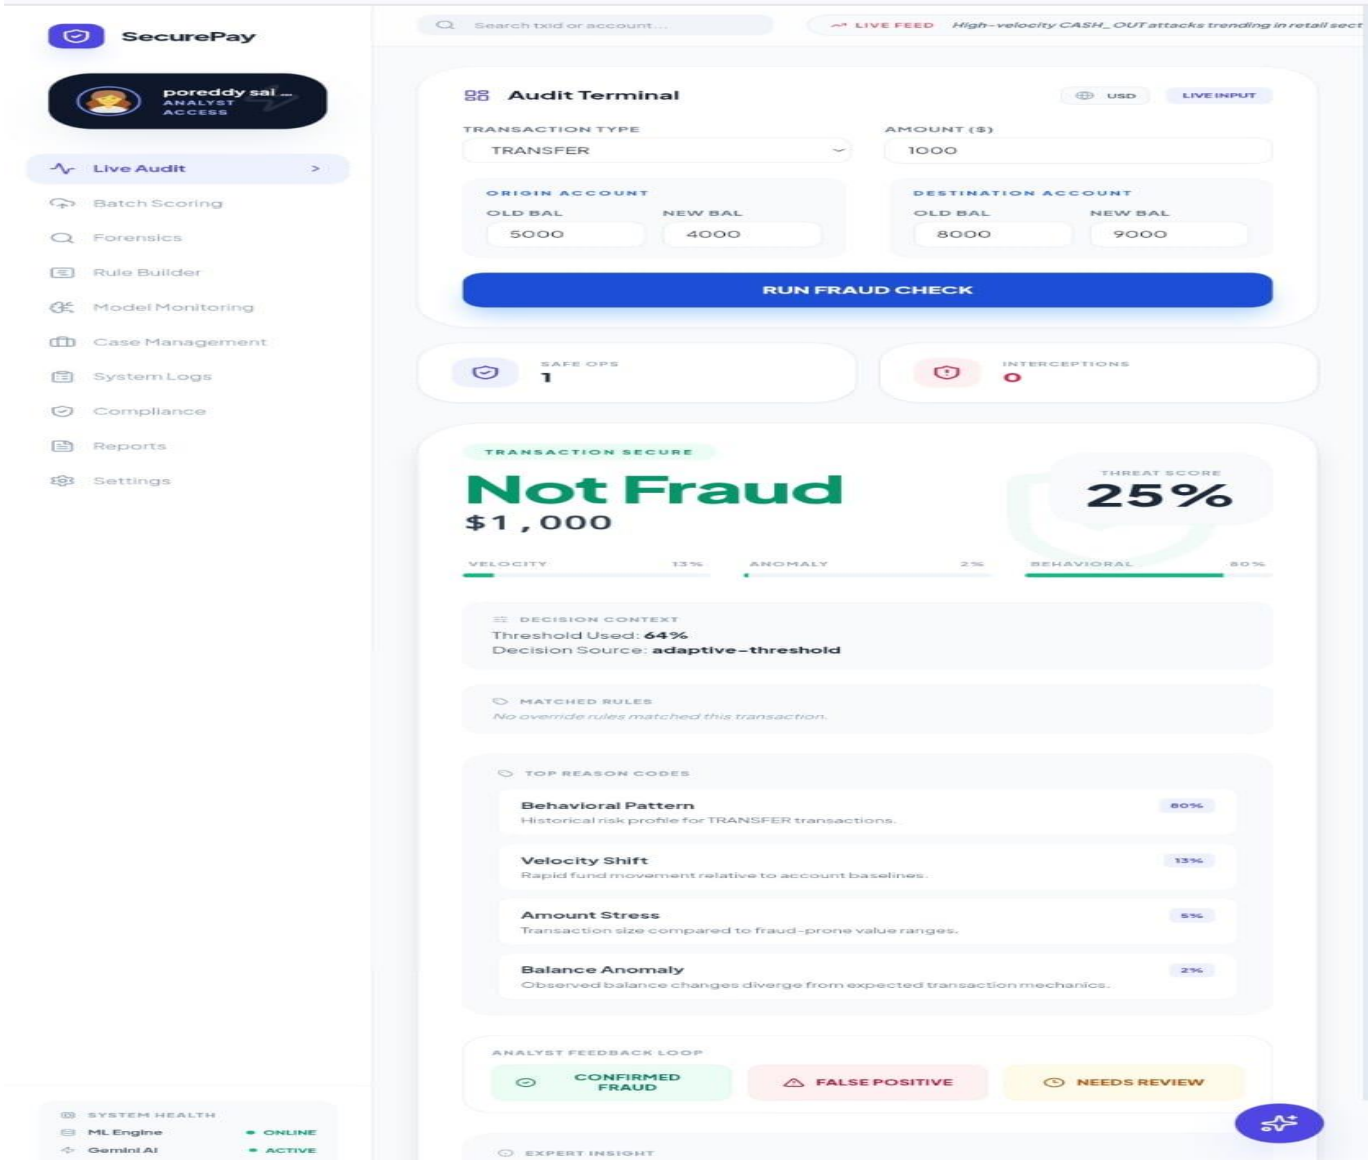 SecurePay
poreddy sai ...
ANALYST
ACCESS
Live Audit >
Batch Scoring
Forensics
Rule Builder
Model Monitoring
Case Management
System Logs
Compliance
Reports
Settings
SYSTEM HEALTH
ML Engine • ONLINE
Gemini AI • ACTIVE
Search txid or account...
LIVE FEED High-velocity CASH_OUT attacks trending in retail sect
Audit Terminal
USD LIVE INPUT
TRANSACTION TYPE AMOUNT ($)
TRANSFER 1000
ORIGIN ACCOUNT DESTINATION ACCOUNT
OLD BAL NEW BAL OLD BAL NEW BAL
5000 4000 8000 9000
RUN FRAUD CHECK
SAFE OPS
1
INTERCEPTIONS
0
TRANSACTION SECURE
Not Fraud
$1,000
THREAT SCORE
25%
VELOCITY 13% ANOMALY 2% BEHAVIORAL 80%
DECISION CONTEXT
Threshold Used: 64%
Decision Source: adaptive-threshold
MATCHED RULES
No override rules matched this transaction.
TOP REASON CODES
Behavioral Pattern 80%
Historical risk profile for TRANSFER transactions.
Velocity Shift 13%
Rapid fund movement relative to account baselines.
Amount Stress 5%
Transaction size compared to fraud-prone value ranges.
Balance Anomaly 2%
Observed balance changes diverge from expected transaction mechanics.
ANALYST FEEDBACK LOOP
CONFIRMED
FRAUD
FALSE POSITIVE
NEEDS REVIEW
EXPERT INSIGHT